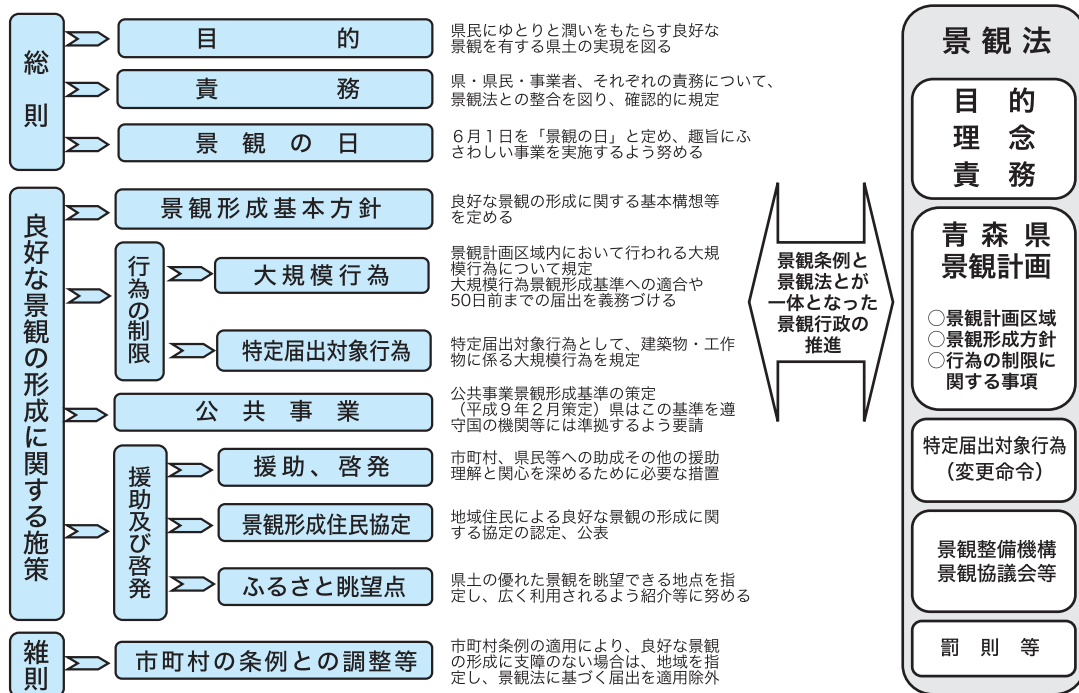 総則
目的
県民にゆとりと潤いをもたらす良好な
景観を有する県土の実現を図る
責務
県・県民・事業者、それぞれの責務について、
景観法との整合を図り、確認的に規定
景観の日
６月１日を「景観の日」と定め、趣旨にふ
さわしい事業を実施するよう努める
良好な景観の形成に関する施策
景観形成基本方針
良好な景観の形成に関する基本構想等
を定める
行為の制限
大規模行為
景観計画区域内において行われる大規
模行為について規定
大規模行為景観形成基準への適合や
50日前までの届出を義務づける
特定届出対象行為
特定届出対象行為として、建築物・工作
物に係る大規模行為を規定
公共事業
公共事業景観形成基準の策定
（平成９年２月策定）県はこの基準を遵
守国の機関等には準拠するよう要請
援助及び啓発
援助、啓発
市町村、県民等への助成その他の援助
理解と関心を深めるために必要な措置
景観形成住民協定
地域住民による良好な景観の形成に関
する協定の認定、公表
ふるさと眺望点
県土の優れた景観を眺望できる地点を指
定し、広く利用されるよう紹介等に努める
雑則
市町村の条例との調整等
市町村条例の適用により、良好な景観
の形成に支障のない場合は、地域を指
定し、景観法に基づく届出を適用除外
景観条例と
景観法とが
一体となった
景観行政の
推進
景観法
目的
理念
責務
青森県
景観計画
○景観計画区域
○景観形成方針
○行為の制限に
関する事項
特定届出対象行為
（変更命令）
景観整備機構
景観協議会等
罰則等